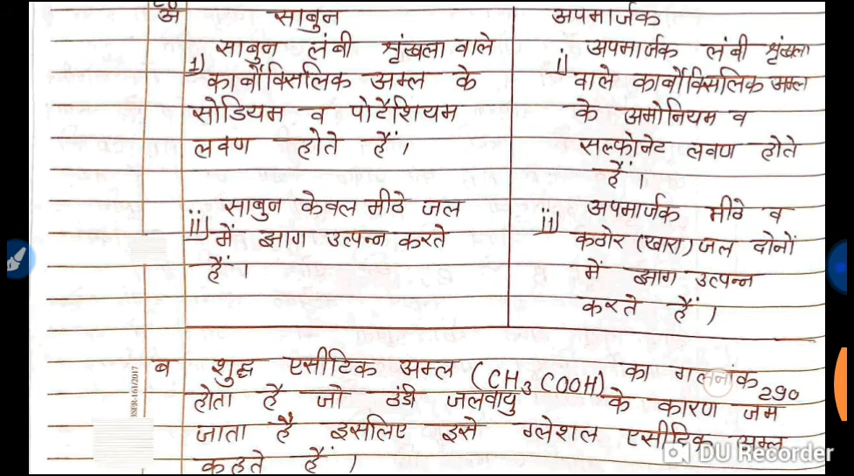 अ साबुन अपमार्जक
1) साबुन लंबी श्रृंखला वाले
कार्बोक्सिलिक अम्ल के
सोडियम व पोटैशियम
लवण होते हैं।
ii) साबुन केवल मीठे जल
में झाग उत्पन्न करते
हैं।
i) अपमार्जक लंबी श्रृंखला
वाले कार्बोक्सिलिक अम्ल
के अमोनियम व
सल्फोनेट लवण होते
हैं।
ii) अपमार्जक मीठे व
कठोर (खारा) जल दोनों
में झाग उत्पन्न
करते हैं।
ब शुद्ध एसीटिक अम्ल (CH3COOH) का गलनांक 290
होता है जो ठंडी जलवायु के कारण जम
जाता है इसलिए इसे ग्लेशल एसीटिक अम्ल
कहते हैं।
DU Recorder